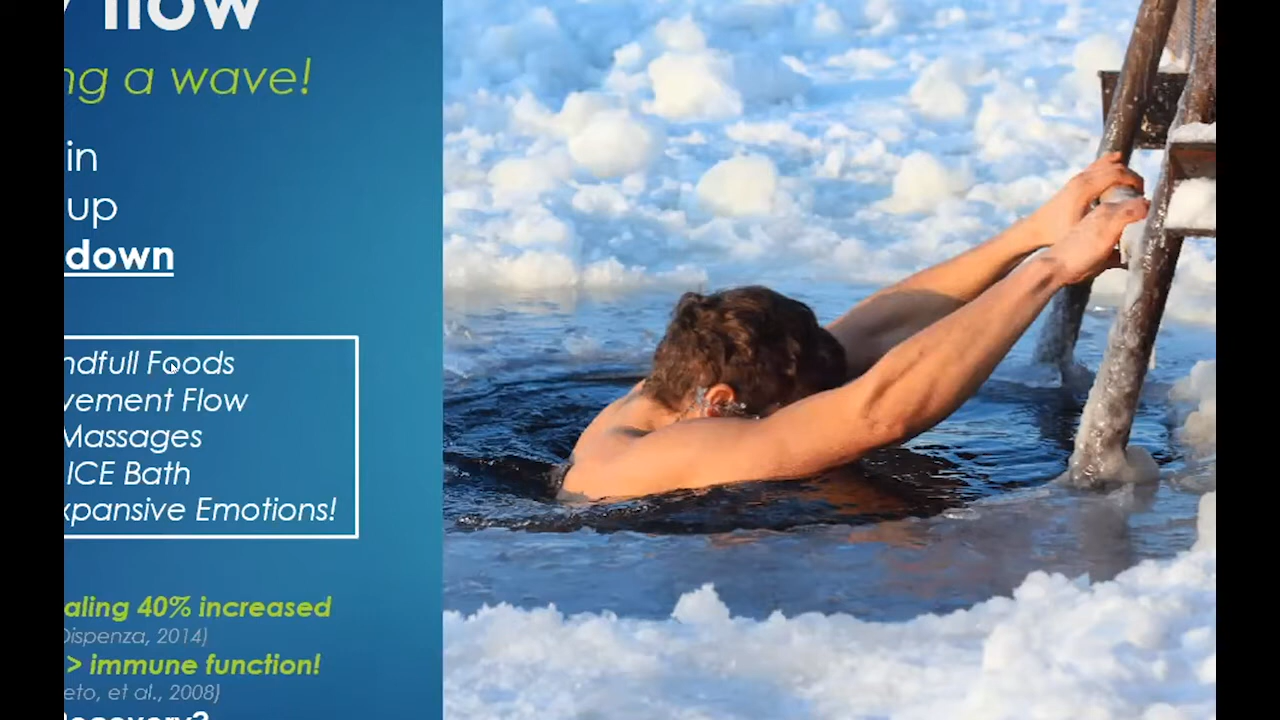 flow
ng a wave!
in
up
down
ndfull Foods
vement Flow
Massages
ICE Bath
xpansive Emotions!
aling 40% increased
Dispenza, 2014)
> immune function!
eto, et al., 2008)
Recovery?